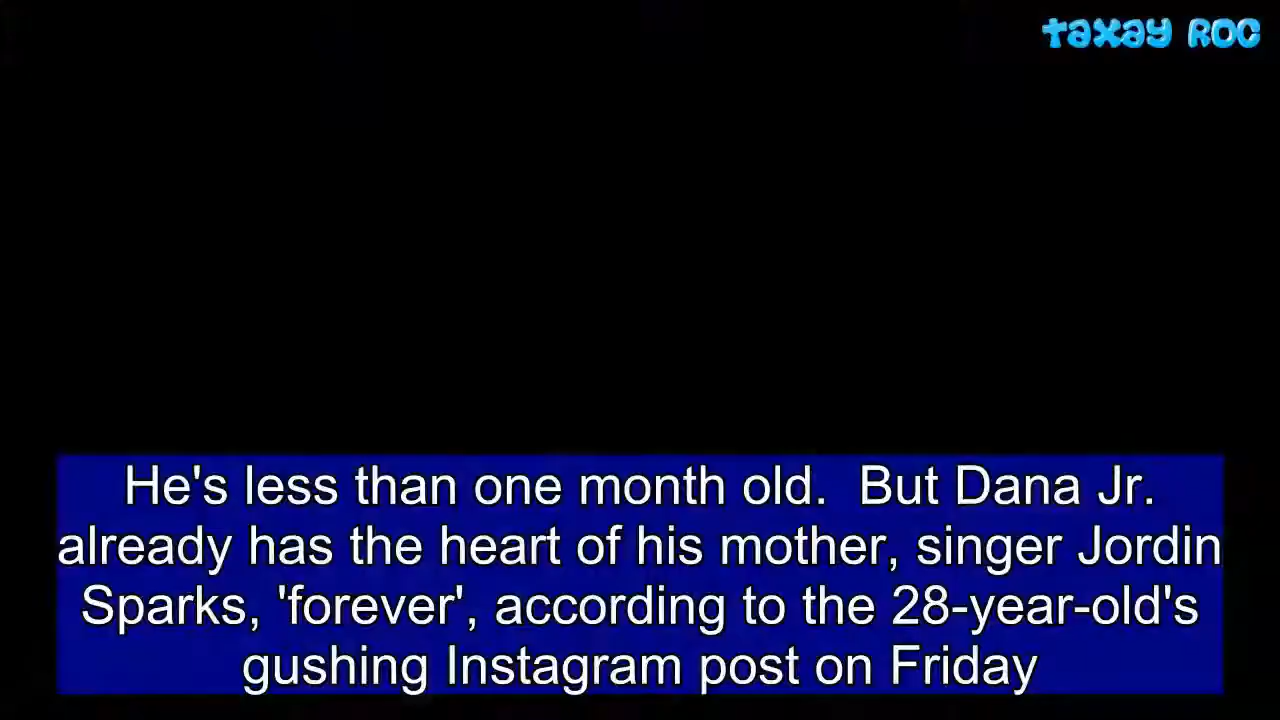 Taxay ROC
He's less than one month old.  But Dana Jr.
already has the heart of his mother, singer Jordin
Sparks, 'forever', according to the 28-year-old's
gushing Instagram post on Friday